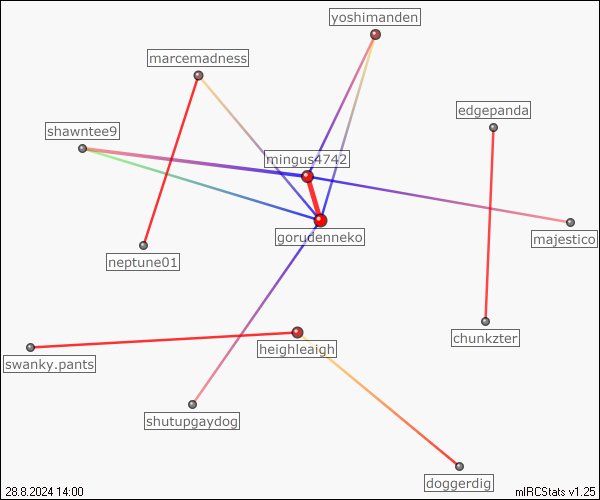 yoshimanden
marcemadness
edgepanda
shawntee9
mingus4742
gorudenneko
majestico
neptune01
chunkzter
heighleaigh
swanky.pants
shutupgaydog
doggerdig
28.8.2024 14:00
mIRCStats v1.25